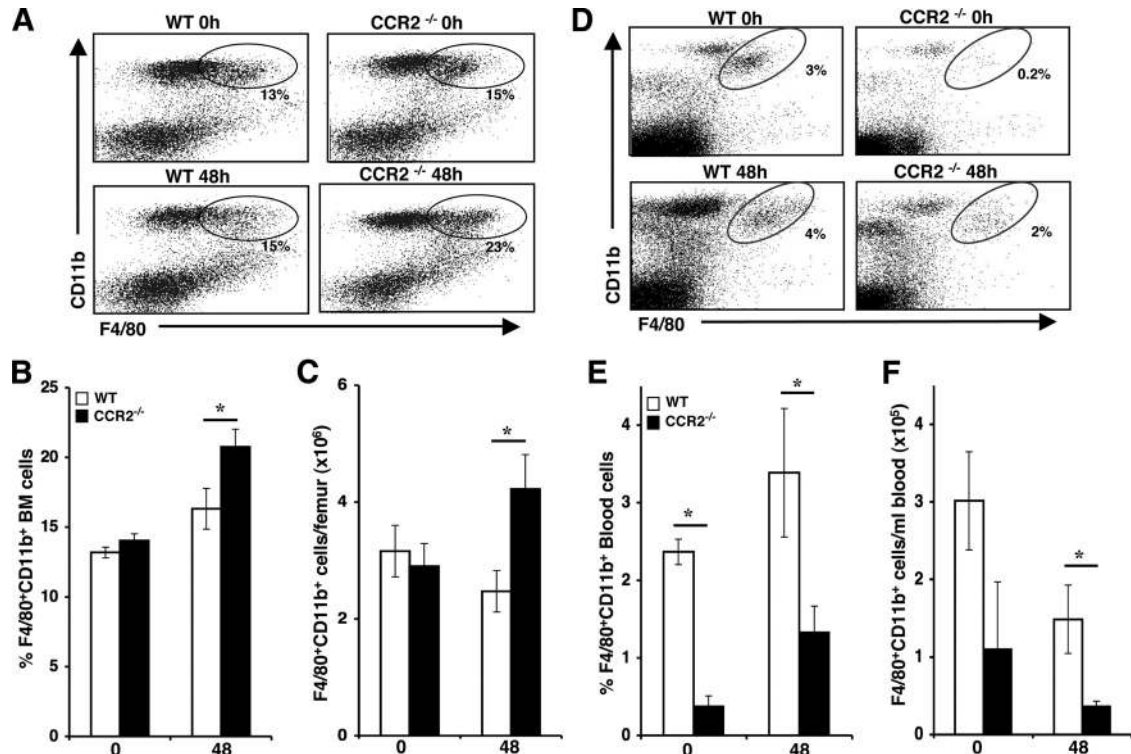 A
WT 0h
CCR2 -/- 0h
13%
15%
WT 48h
CCR2 -/- 48h
15%
23%
CD11b
F4/80
D
WT 0h
CCR2 -/- 0h
3%
0.2%
WT 48h
CCR2 -/- 48h
4%
2%
CD11b
F4/80
B
% F4/80+CD11b+ BM cells
25
20
15
10
5
0
WT
CCR2-/-
*
0
48
C
F4/80+CD11b+ cells/femur (x10⁶)
6
4
2
0
*
0
48
E
% F4/80+CD11b+ Blood cells
4
3
2
1
0
WT
CCR2-/-
*
*
0
48
F
F4/80+CD11b+ cells/ml blood (x10⁵)
4
3
2
1
0
*
0
48